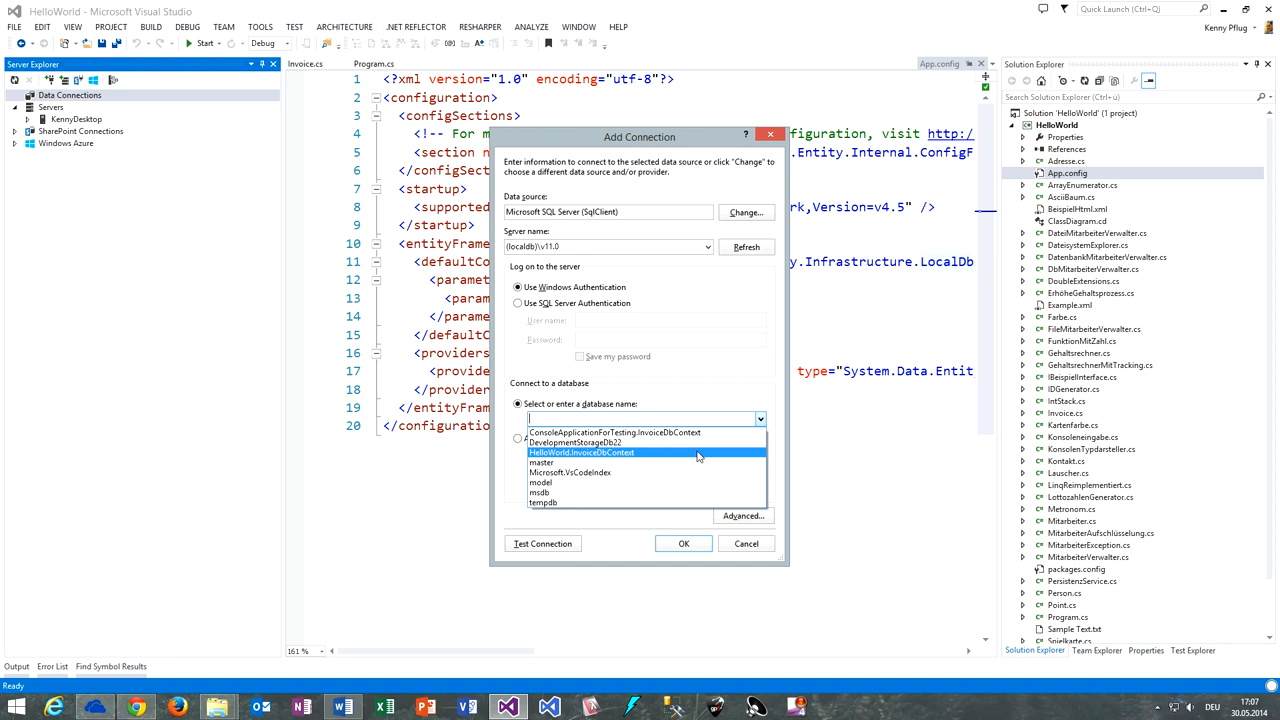 HelloWorld - Microsoft Visual Studio
Quick Launch (Ctrl+Q)
FILE EDIT VIEW PROJECT BUILD DEBUG TEAM TOOLS TEST ARCHITECTURE .NET REFLECTOR RESHARPER ANALYZE WINDOW HELP
Kenny Pflug
Start
Debug
Server Explorer
Data Connections
Servers
KennyDesktop
SharePoint Connections
Windows Azure
Invoice.cs
Program.cs
App.config
1 <?xml version="1.0" encoding="utf-8"?>
2 <configuration>
3 <configSections>
4 <!-- For m figuration, visit http:/
5 <section n .Entity.Internal.ConfigF
6 </configSec
7 <startup>
8 <supported rk,Version=v4.5" />
9 </startup>
10 <entityFrame
11 <defaultCo y.Infrastructure.LocalDb
12 <paramet
13 <param
14 </parame
15 </defaultC
16 <providers
17 <provide type="System.Data.Entit
18 </provider
19 </entityFram
20 </configuratio
161 %
Add Connection
Enter information to connect to the selected data source or click "Change" to
choose a different data source and/or provider.
Data source:
Microsoft SQL Server (SqlClient)
Change...
Server name:
(localdb)\v11.0
Refresh
Log on to the server
Use Windows Authentication
Use SQL Server Authentication
User name:
Password:
Save my password
Connect to a database
Select or enter a database name:
ConsoleApplicationForTesting.InvoiceDbContext
DevelopmentStorageDb22
HelloWorld.InvoiceDbContext
master
Microsoft.VsCodeIndex
model
msdb
tempdb
Advanced...
Test Connection
OK
Cancel
Solution Explorer
Search Solution Explorer (Ctrl+ü)
Solution 'HelloWorld' (1 project)
HelloWorld
Properties
References
Adresse.cs
App.config
ArrayEnumerator.cs
AsciiBaum.cs
BeispielHtml.xml
ClassDiagram.cd
DateiMitarbeiterVerwalter.cs
DateisystemExplorer.cs
DatenbankMitarbeiterVerwalter.cs
DbMitarbeiterVerwalter.cs
DoubleExtensions.cs
ErhöheGehaltsprozess.cs
Example.xml
Farbe.cs
FileMitarbeiterVerwalter.cs
FunktionMitZahl.cs
Gehaltsrechner.cs
GehaltsrechnerMitTracking.cs
IBeispielInterface.cs
IDGenerator.cs
IntStack.cs
Invoice.cs
Kartenfarbe.cs
Konsoleneingabe.cs
KonsolenTypdarsteller.cs
Kontakt.cs
Lauscher.cs
LinqReimplementiert.cs
LottozahlenGenerator.cs
Metronom.cs
Mitarbeiter.cs
MitarbeiterAufschlüsselung.cs
MitarbeiterException.cs
MitarbeiterVerwalter.cs
packages.config
PersistenzService.cs
Person.cs
Point.cs
Program.cs
Sample Text.txt
Spielkarte.cs
Solution Explorer Team Explorer Properties Test Explorer
Output Error List Find Symbol Results
Ready
DEU
17:07
30.05.2014